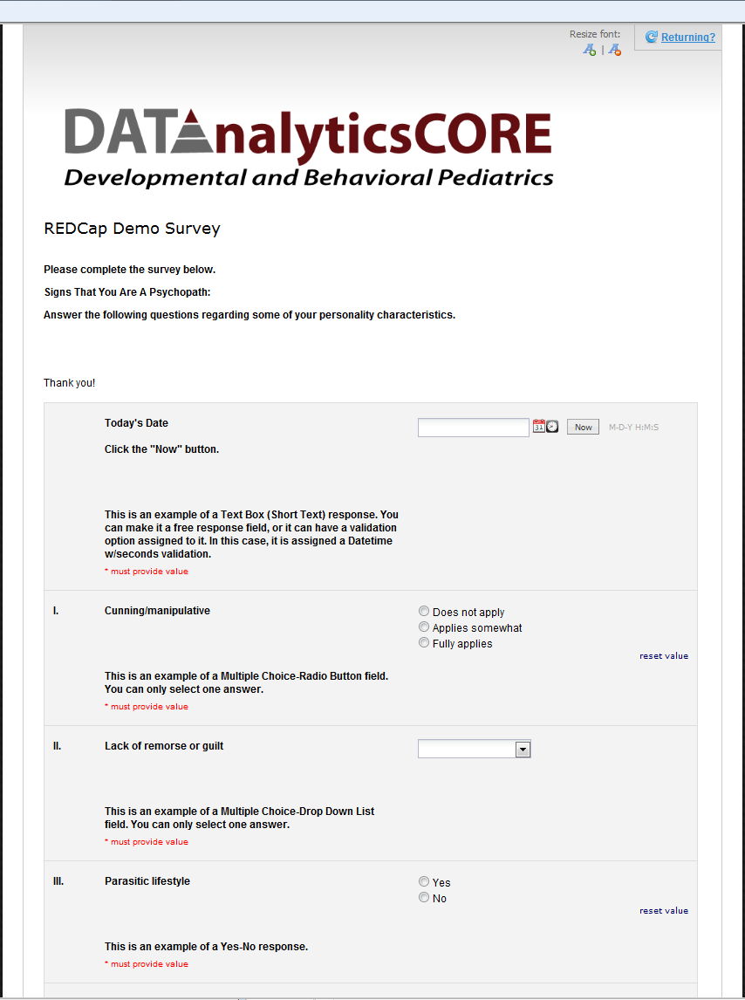 Resize font:
Returning?
|
DATAnalyticsCORE
Developmental and Behavioral Pediatrics
REDCap Demo Survey
Please complete the survey below.
Signs That You Are A Psychopath:
Answer the following questions regarding some of your personality characteristics.
Thank you!
Today's Date
31
Now
M-D-Y H:M:S
Click the "Now" button.
This is an example of a Text Box (Short Text) response. You
can make it a free response field, or it can have a validation
option assigned to it. In this case, it is assigned a Datetime
w/seconds validation.
* must provide value
I.
Cunning/manipulative
Does not apply
Applies somewhat
Fully applies
reset value
This is an example of a Multiple Choice-Radio Button field.
You can only select one answer.
* must provide value
II.
Lack of remorse or guilt
This is an example of a Multiple Choice-Drop Down List
field. You can only select one answer.
* must provide value
III.
Parasitic lifestyle
Yes
No
reset value
This is an example of a Yes-No response.
* must provide value